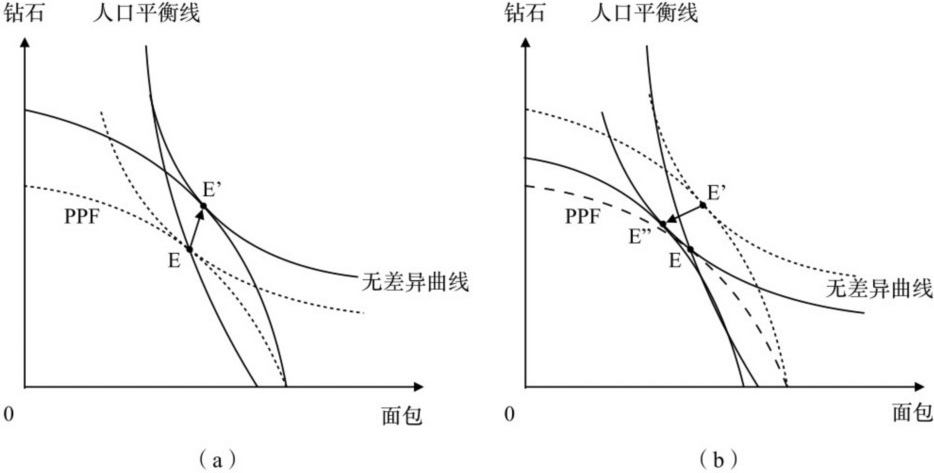 钻石 人口平衡线
E’
PPF
E
无差异曲线
0 面包
(a)
钻石 人口平衡线
E’
PPF
E”
E
无差异曲线
0 面包
(b)